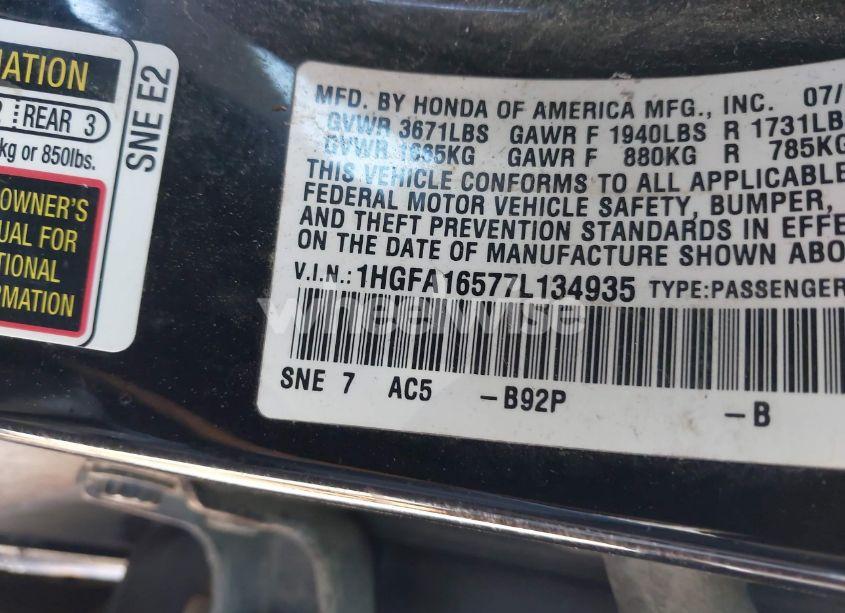 MATION
REAR 3
kg or 850lbs.
OWNER'S
UAL FOR
TIONAL
ORMATION
SNE E2
MFD. BY HONDA OF AMERICA MFG., INC. 07/
GVWR 3671LBS GAWR F 1940LBS R 1731LB
GVWR 1665KG GAWR F 880KG R 785KG
THIS VEHICLE CONFORMS TO ALL APPLICABLE
FEDERAL MOTOR VEHICLE SAFETY, BUMPER,
AND THEFT PREVENTION STANDARDS IN EFFE
ON THE DATE OF MANUFACTURE SHOWN ABO
V.I.N.:1HGFA16577L134935 TYPE:PASSENGER
wheelwise
SNE 7 AC5 -B92P -B